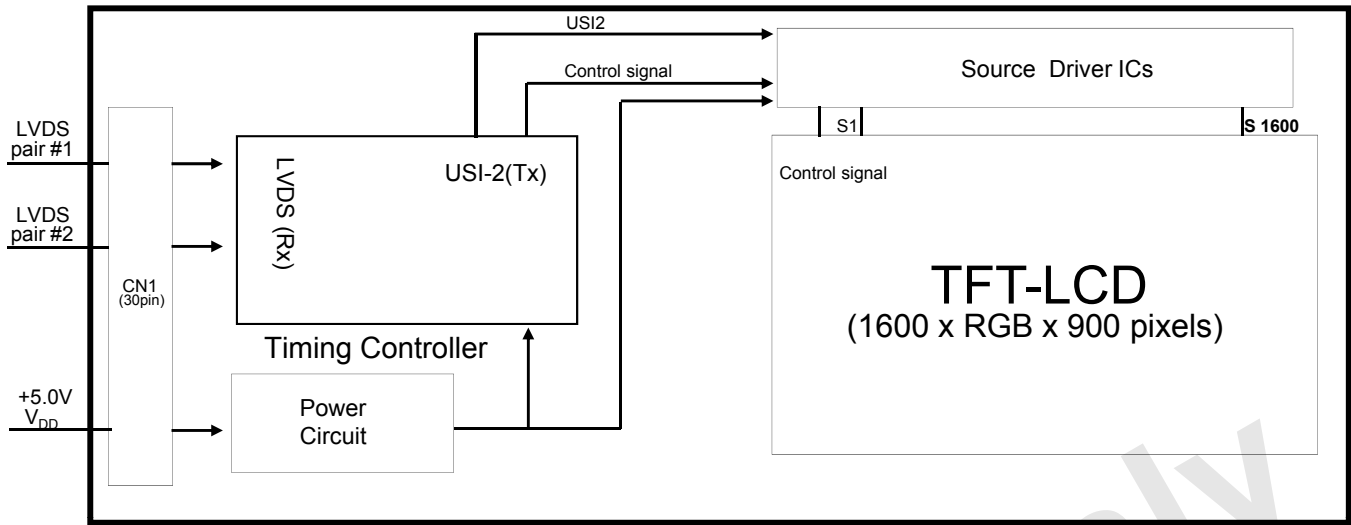 USI2
Control signal
Source Driver ICs
S1
S 1600
LVDS
pair #1
LVDS
pair #2
CN1
(30pin)
LVDS (Rx)
USI-2(Tx)
Timing Controller
Control signal
TFT-LCD
(1600 x RGB x 900 pixels)
+5.0V
VDD
Power
Circuit